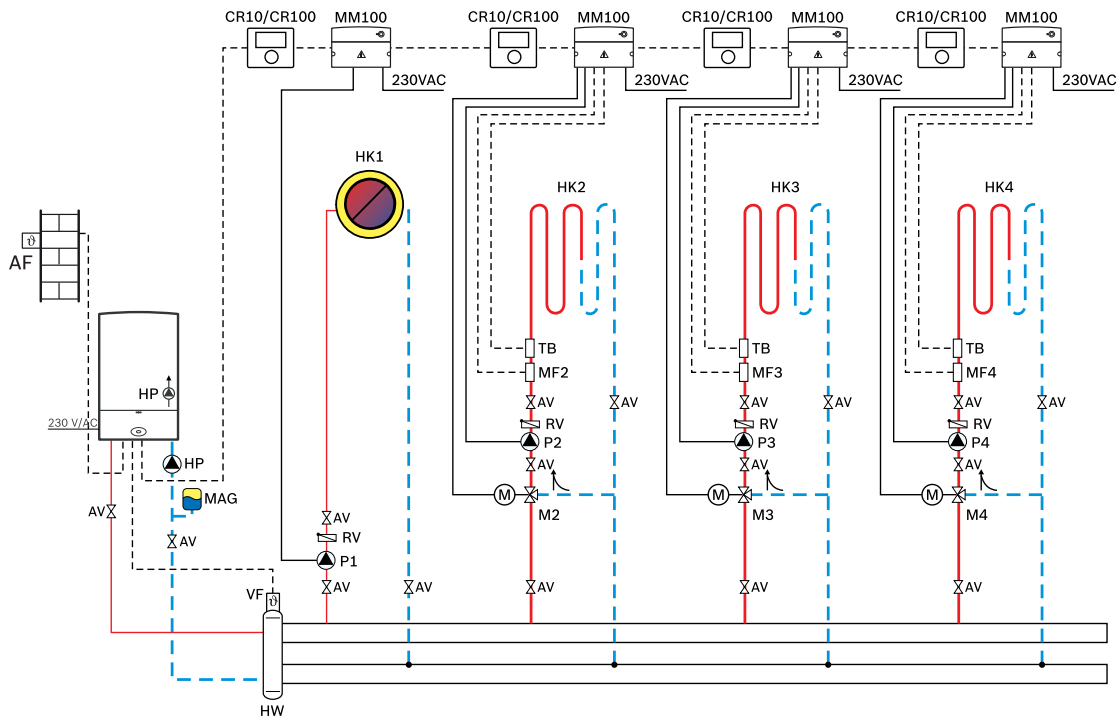 CR10/CR100 MM100 CR10/CR100 MM100 CR10/CR100 MM100 CR10/CR100 MM100
230VAC 230VAC 230VAC 230VAC
HK1
HK2 HK3 HK4
ϑ
AF
TB TB TB
MF2 MF3 MF4
HP
AV AV AV AV AV AV
230 V/AC
RV RV RV
P2 P3 P4
HP
AV AV AV
MAG
M M M
AV
M2 M3 M4
AV
RV
AV
P1
VF ϑ
AV AV AV AV AV
HW